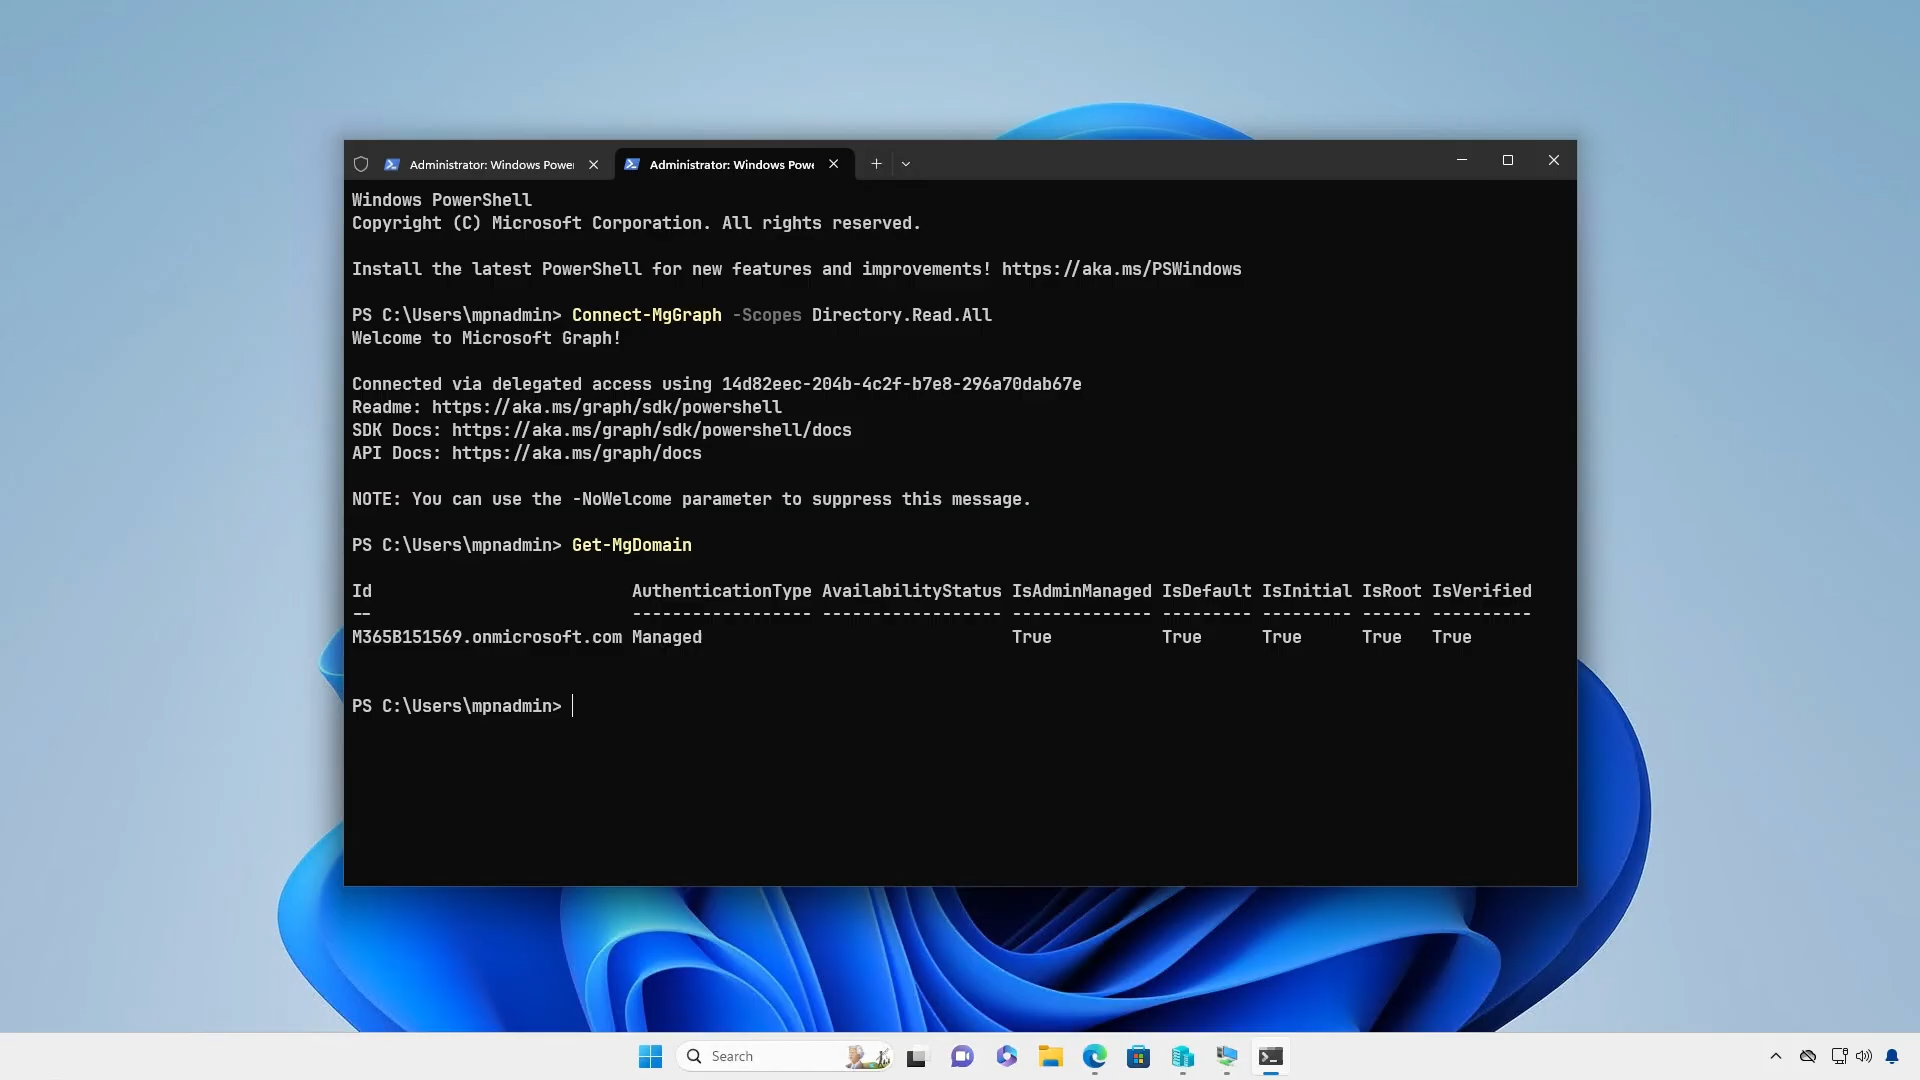 Administrator: Windows Power
Administrator: Windows Powe
Windows PowerShell
Copyright (C) Microsoft Corporation. All rights reserved.
Install the latest PowerShell for new features and improvements! https://aka.ms/PSWindows
PS C:\Users\mpnadmin> Connect-MgGraph -Scopes Directory.Read.All
Welcome to Microsoft Graph!
Connected via delegated access using 14d82eec-204b-4c2f-b7e8-296a70dab67e
Readme: https://aka.ms/graph/sdk/powershell
SDK Docs: https://aka.ms/graph/sdk/powershell/docs
API Docs: https://aka.ms/graph/docs
NOTE: You can use the -NoWelcome parameter to suppress this message.
PS C:\Users\mpnadmin> Get-MgDomain
Id AuthenticationType AvailabilityStatus IsAdminManaged IsDefault IsInitial IsRoot IsVerified
-- ------------------ ------------------ -------------- --------- --------- ------ ----------
M365B151569.onmicrosoft.com Managed True True True True True
PS C:\Users\mpnadmin>
Search